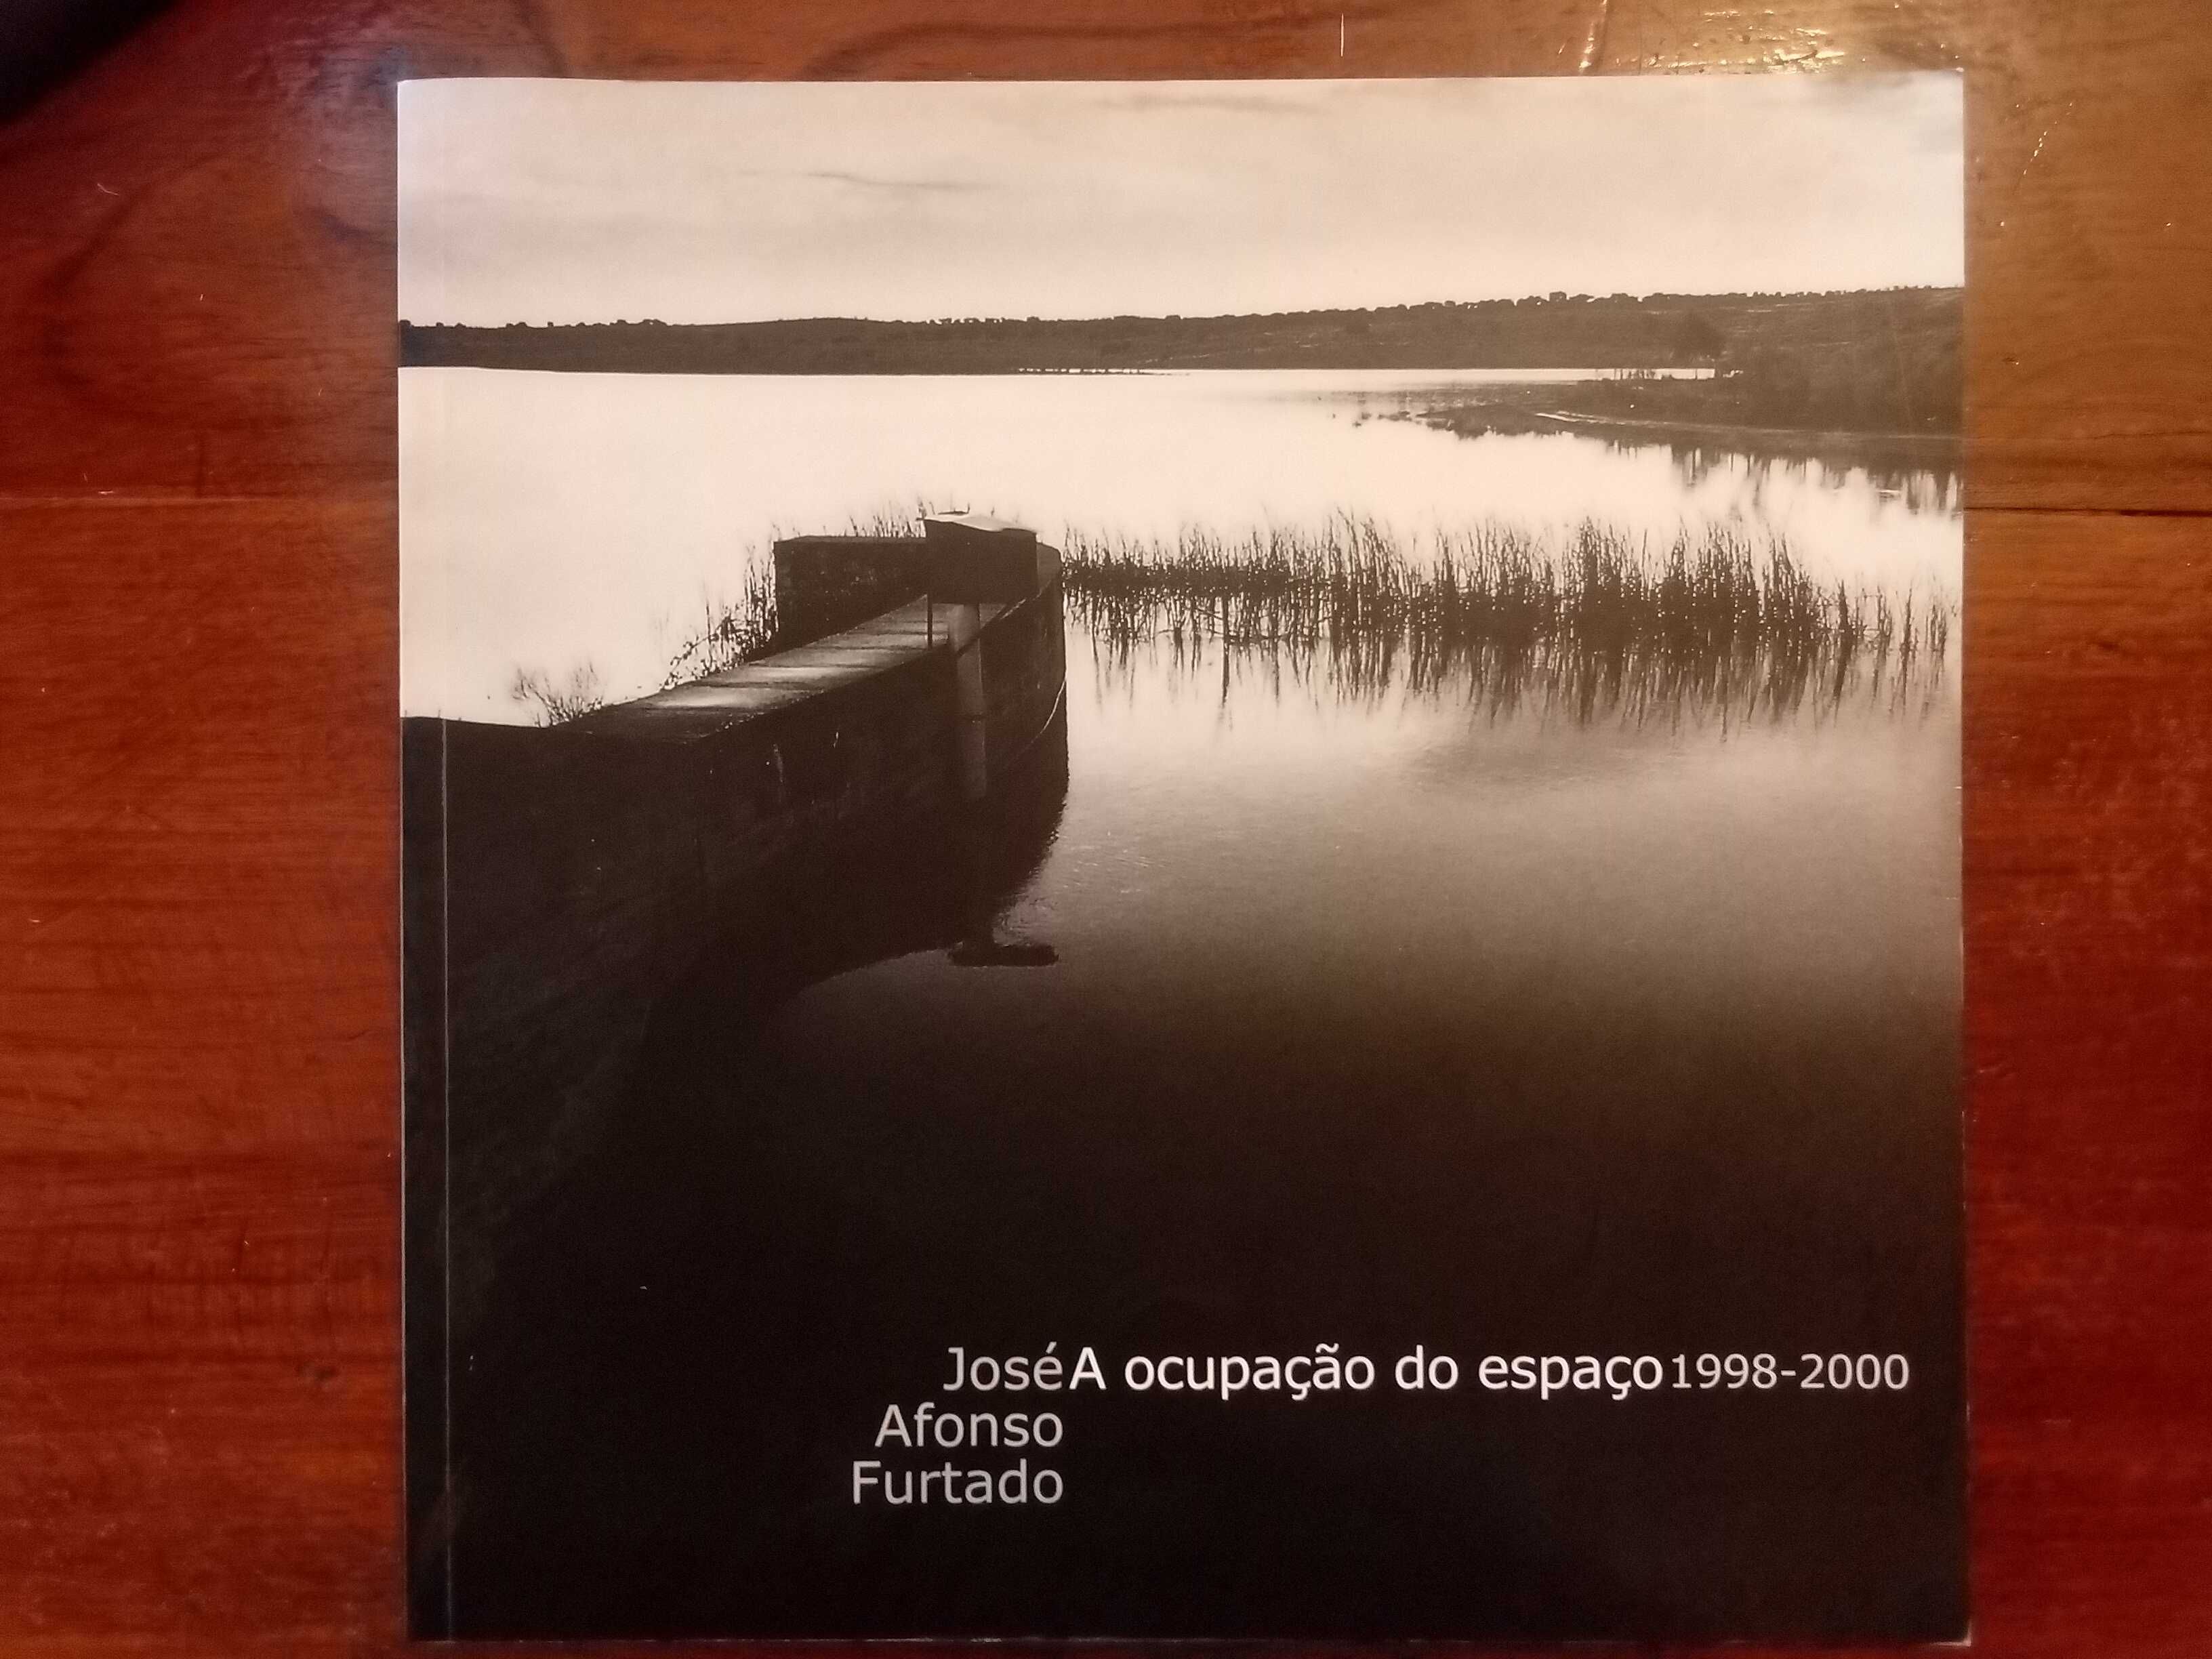 José A ocupação do espaço 1998-2000
Afonso
Furtado